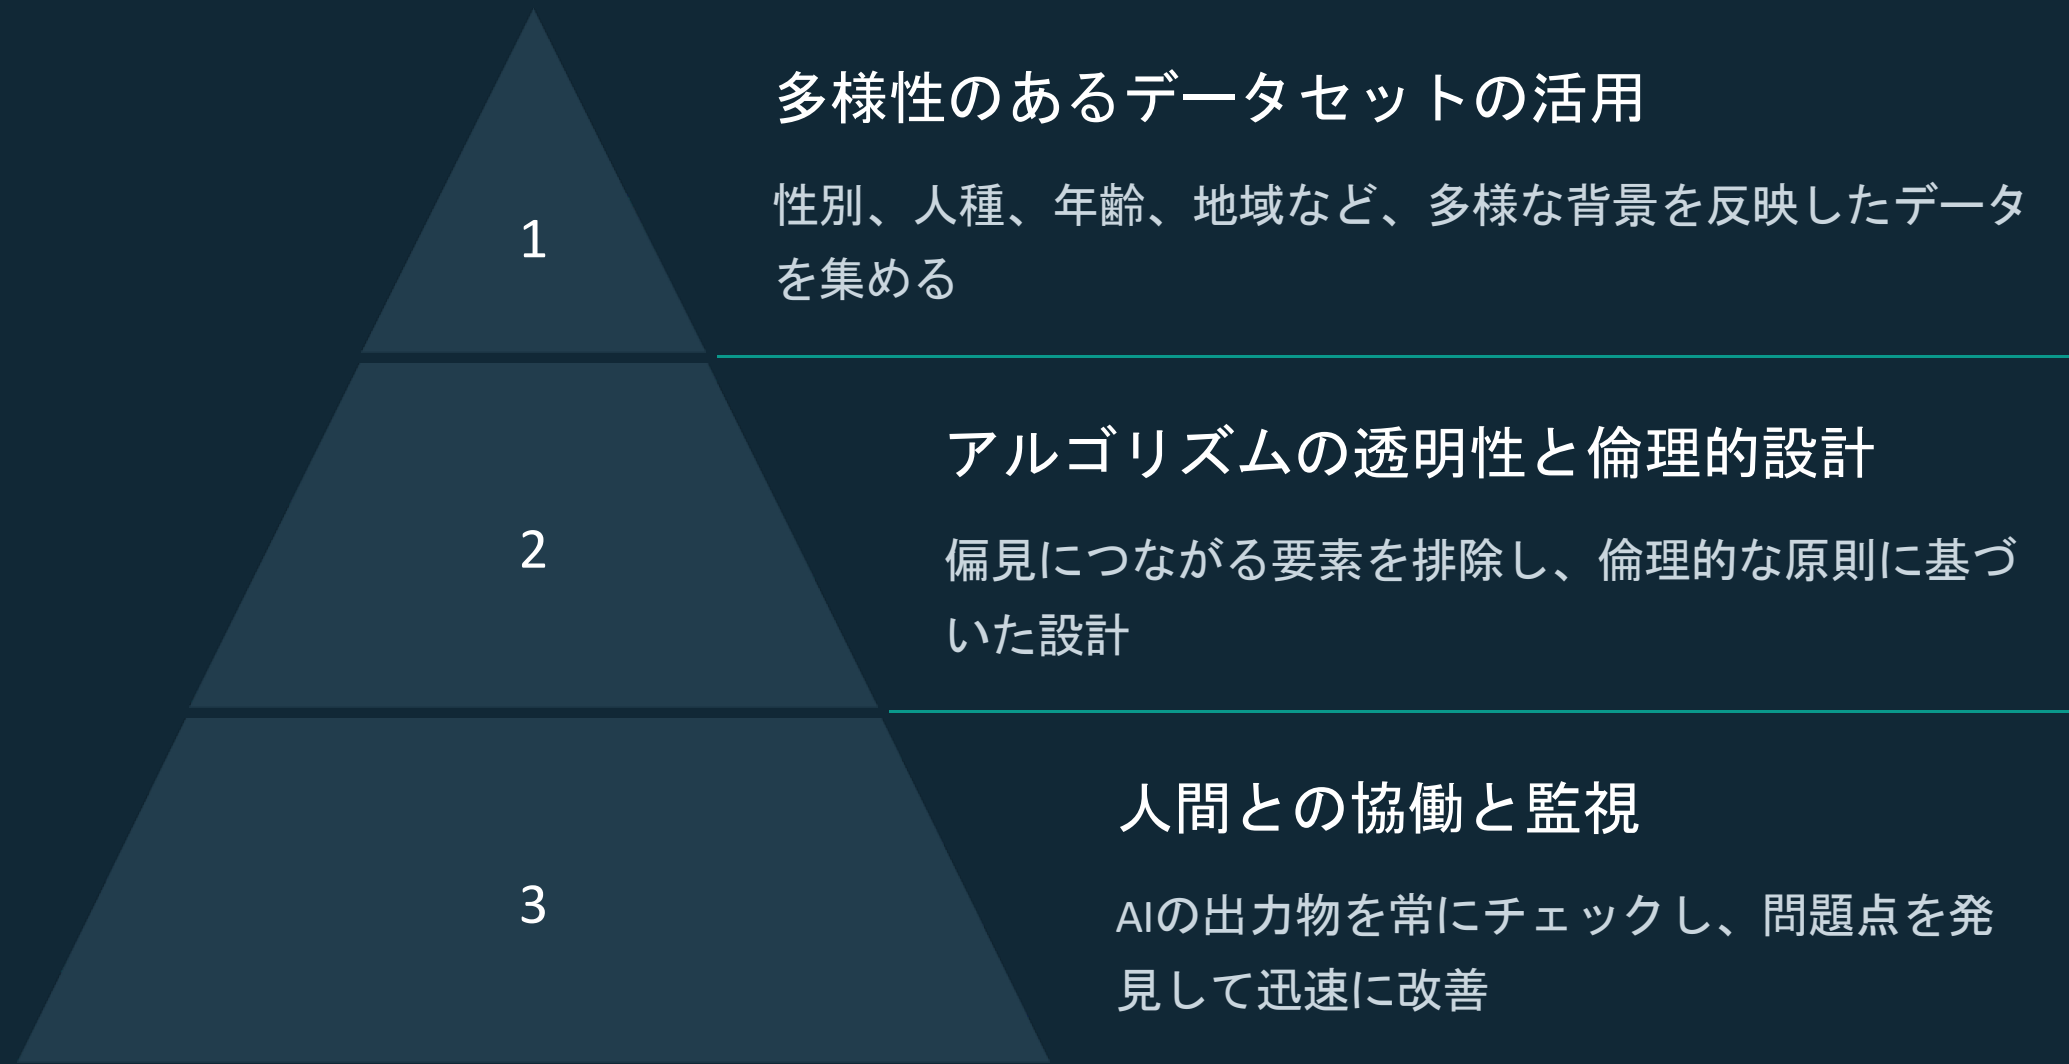 1
多様性のあるデータセットの活用
性別、人種、年齢、地域など、多様な背景を反映したデータ
を集める
2
アルゴリズムの透明性と倫理的設計
偏見につながる要素を排除し、倫理的な原則に基づ
いた設計
3
人間との協働と監視
AIの出力物を常にチェックし、問題点を発
見して迅速に改善